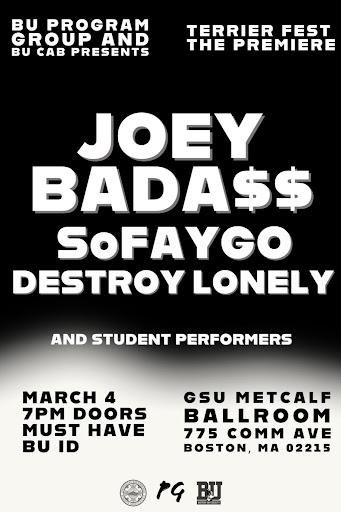 BU PROGRAM
GROUP AND
BU CAB PRESENTS
TERRIER FEST
THE PREMIERE
JOEY
BADA$$
SoFAYGO
DESTROY LONELY
AND STUDENT PERFORMERS
MARCH 4
7PM DOORS
MUST HAVE
BU ID
GSU METCALF
BALLROOM
775 COMM AVE
BOSTON, MA 02215
PG
BU